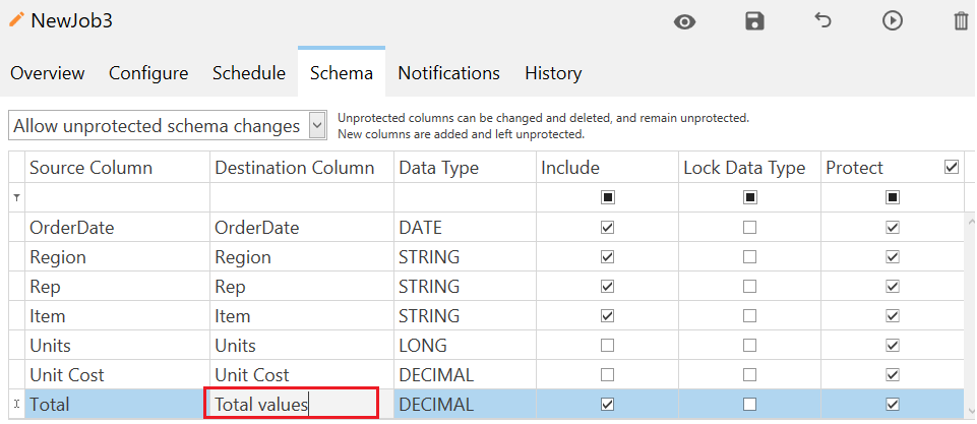 NewJob3
Overview Configure Schedule Schema Notifications History
Allow unprotected schema changes
Unprotected columns can be changed and deleted, and remain unprotected.
New columns are added and left unprotected.
Source Column Destination Column Data Type Include Lock Data Type Protect
OrderDate OrderDate DATE
Region Region STRING
Rep Rep STRING
Item Item STRING
Units Units LONG
Unit Cost Unit Cost DECIMAL
Total Total values DECIMAL